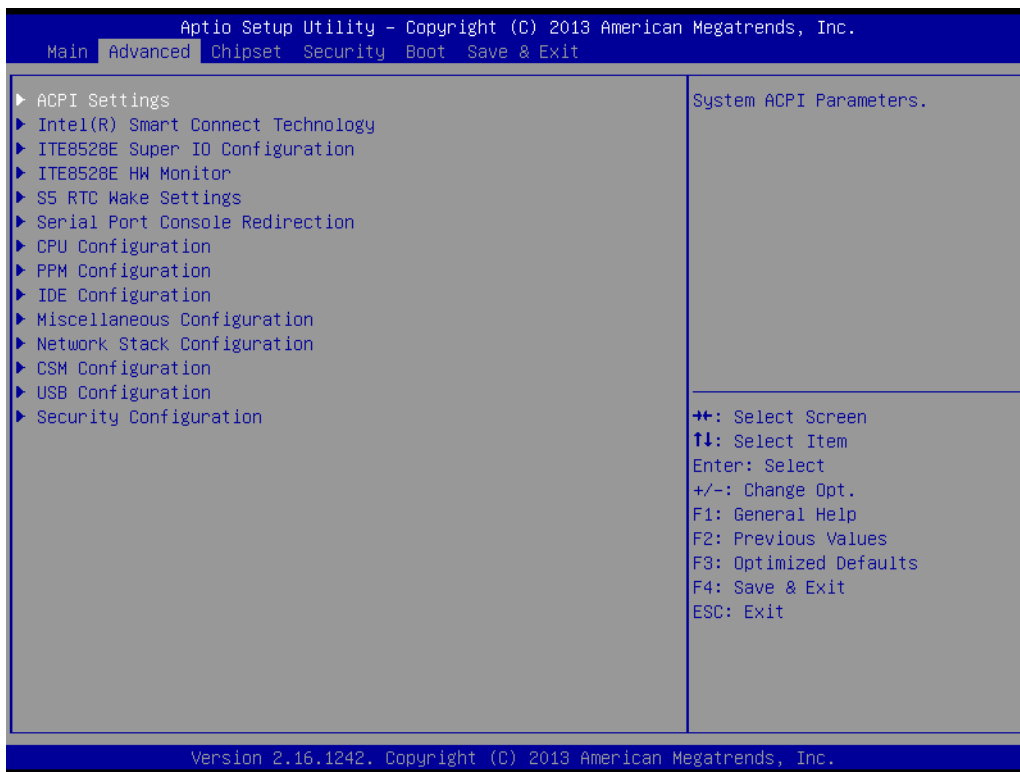 Aptio Setup Utility – Copyright (C) 2013 American Megatrends, Inc.
Main Advanced Chipset Security Boot Save & Exit
▶ ACPI Settings
▶ Intel(R) Smart Connect Technology
▶ ITE8528E Super IO Configuration
▶ ITE8528E HW Monitor
▶ S5 RTC Wake Settings
▶ Serial Port Console Redirection
▶ CPU Configuration
▶ PPM Configuration
▶ IDE Configuration
▶ Miscellaneous Configuration
▶ Network Stack Configuration
▶ CSM Configuration
▶ USB Configuration
▶ Security Configuration
System ACPI Parameters.
→←: Select Screen
↑↓: Select Item
Enter: Select
+/-: Change Opt.
F1: General Help
F2: Previous Values
F3: Optimized Defaults
F4: Save & Exit
ESC: Exit
Version 2.16.1242. Copyright (C) 2013 American Megatrends, Inc.